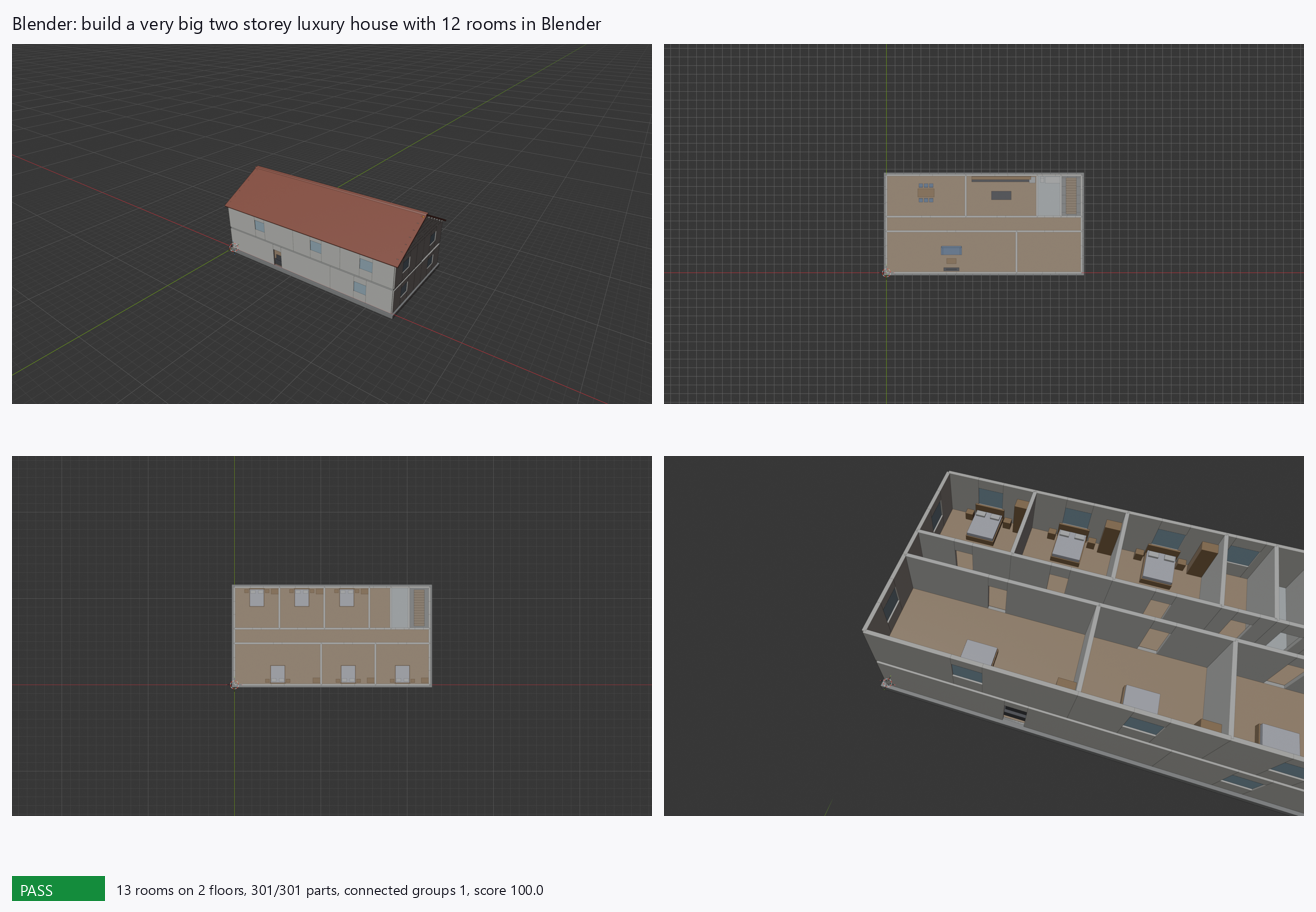 Blender: build a very big two storey luxury house with 12 rooms in Blender
PASS
13 rooms on 2 floors, 301/301 parts, connected groups 1, score 100.0